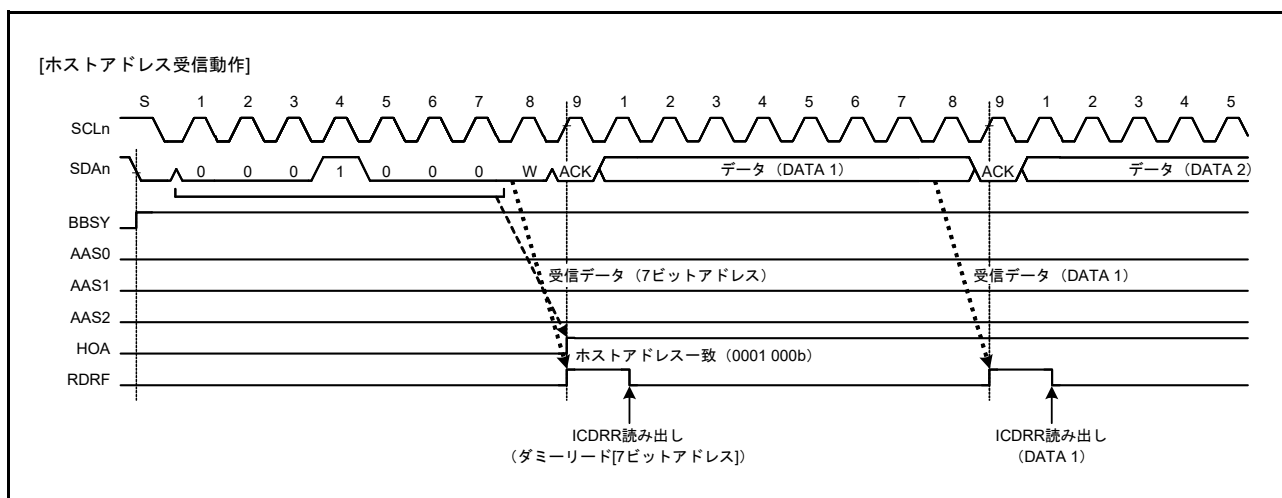 [ホストアドレス受信動作]
S 1 2 3 4 5 6 7 8 9 1 2 3 4 5 6 7 8 9 1 2 3 4 5
SCLn
SDAn 0 0 0 1 0 0 0 W ACK データ（DATA 1） ACK データ（DATA 2）
BBSY
AAS0
AAS1 受信データ（7ビットアドレス） 受信データ（DATA 1）
AAS2
HOA ホストアドレス一致（0001 000b）
RDRF
ICDRR読み出し ICDRR読み出し
（ダミーリード[7ビットアドレス]） （DATA 1）